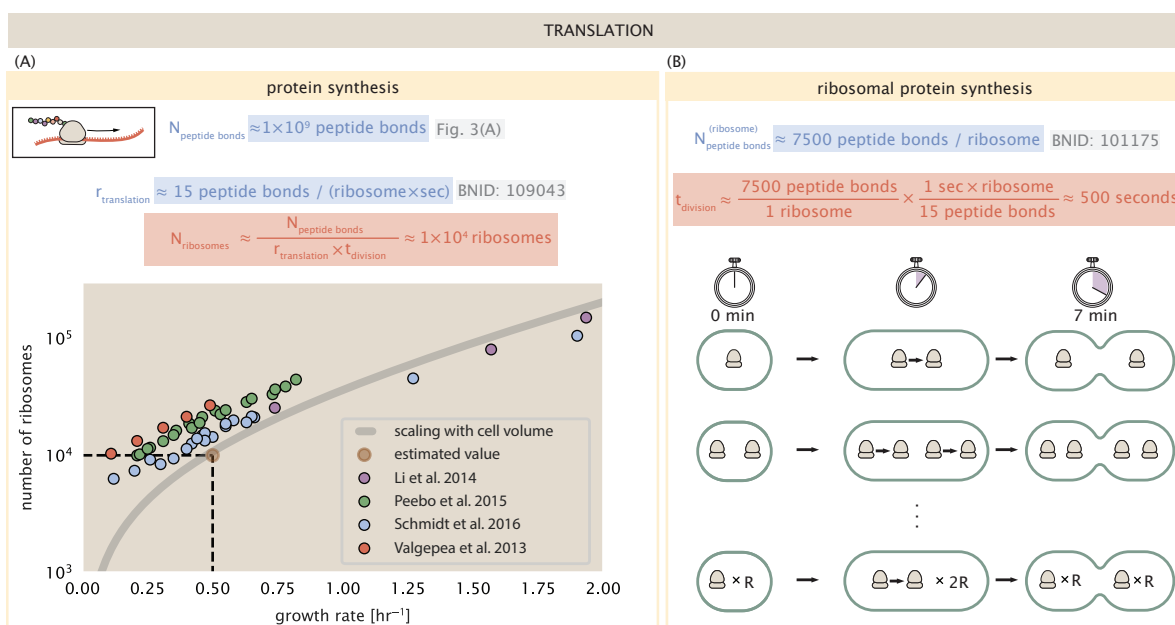 TRANSLATION
(A)
protein synthesis
N_peptide bonds ≈1×10⁹ peptide bonds Fig. 3(A)
r_translation ≈ 15 peptide bonds / (ribosome×sec) BNID: 109043
N_ribosomes ≈ N_peptide bonds / r_translation × t_division ≈ 1×10⁴ ribosomes
number of ribosomes
10⁵
10⁴
10³
scaling with cell volume
estimated value
Li et al. 2014
Peebo et al. 2015
Schmidt et al. 2016
Valgepea et al. 2013
0.00 0.25 0.50 0.75 1.00 1.25 1.50 1.75 2.00
growth rate [hr⁻¹]
(B)
ribosomal protein synthesis
N_peptide bonds^(ribosome) ≈ 7500 peptide bonds / ribosome BNID: 101175
t_division ≈ 7500 peptide bonds / 1 ribosome × 1 sec × ribosome / 15 peptide bonds ≈ 500 seconds
0 min 7 min
× R × 2R × R × R